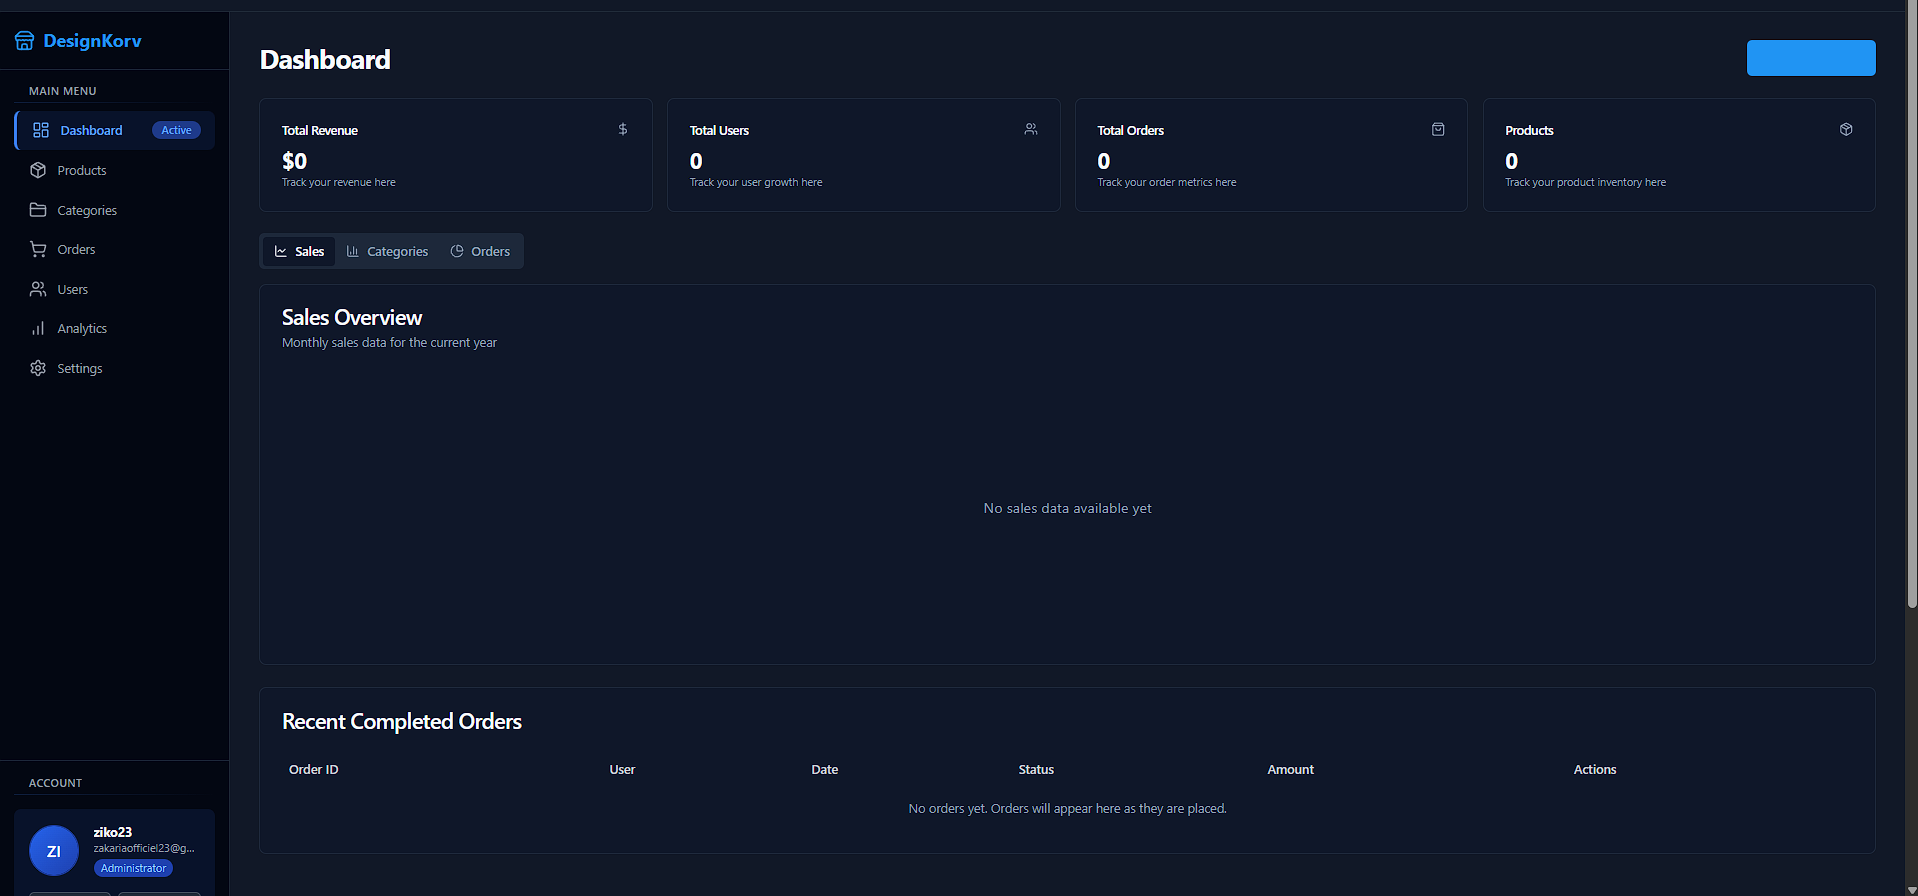 DesignKorv
MAIN MENU
Dashboard Active
Products
Categories
Orders
Users
Analytics
Settings
ACCOUNT
ZI
ziko23
zakariaofficiel23@g...
Administrator
Dashboard
Total Revenue $
$0
Track your revenue here
Total Users
0
Track your user growth here
Total Orders
0
Track your order metrics here
Products
0
Track your product inventory here
Sales Categories Orders
Sales Overview
Monthly sales data for the current year
No sales data available yet
Recent Completed Orders
Order ID User Date Status Amount Actions
No orders yet. Orders will appear here as they are placed.